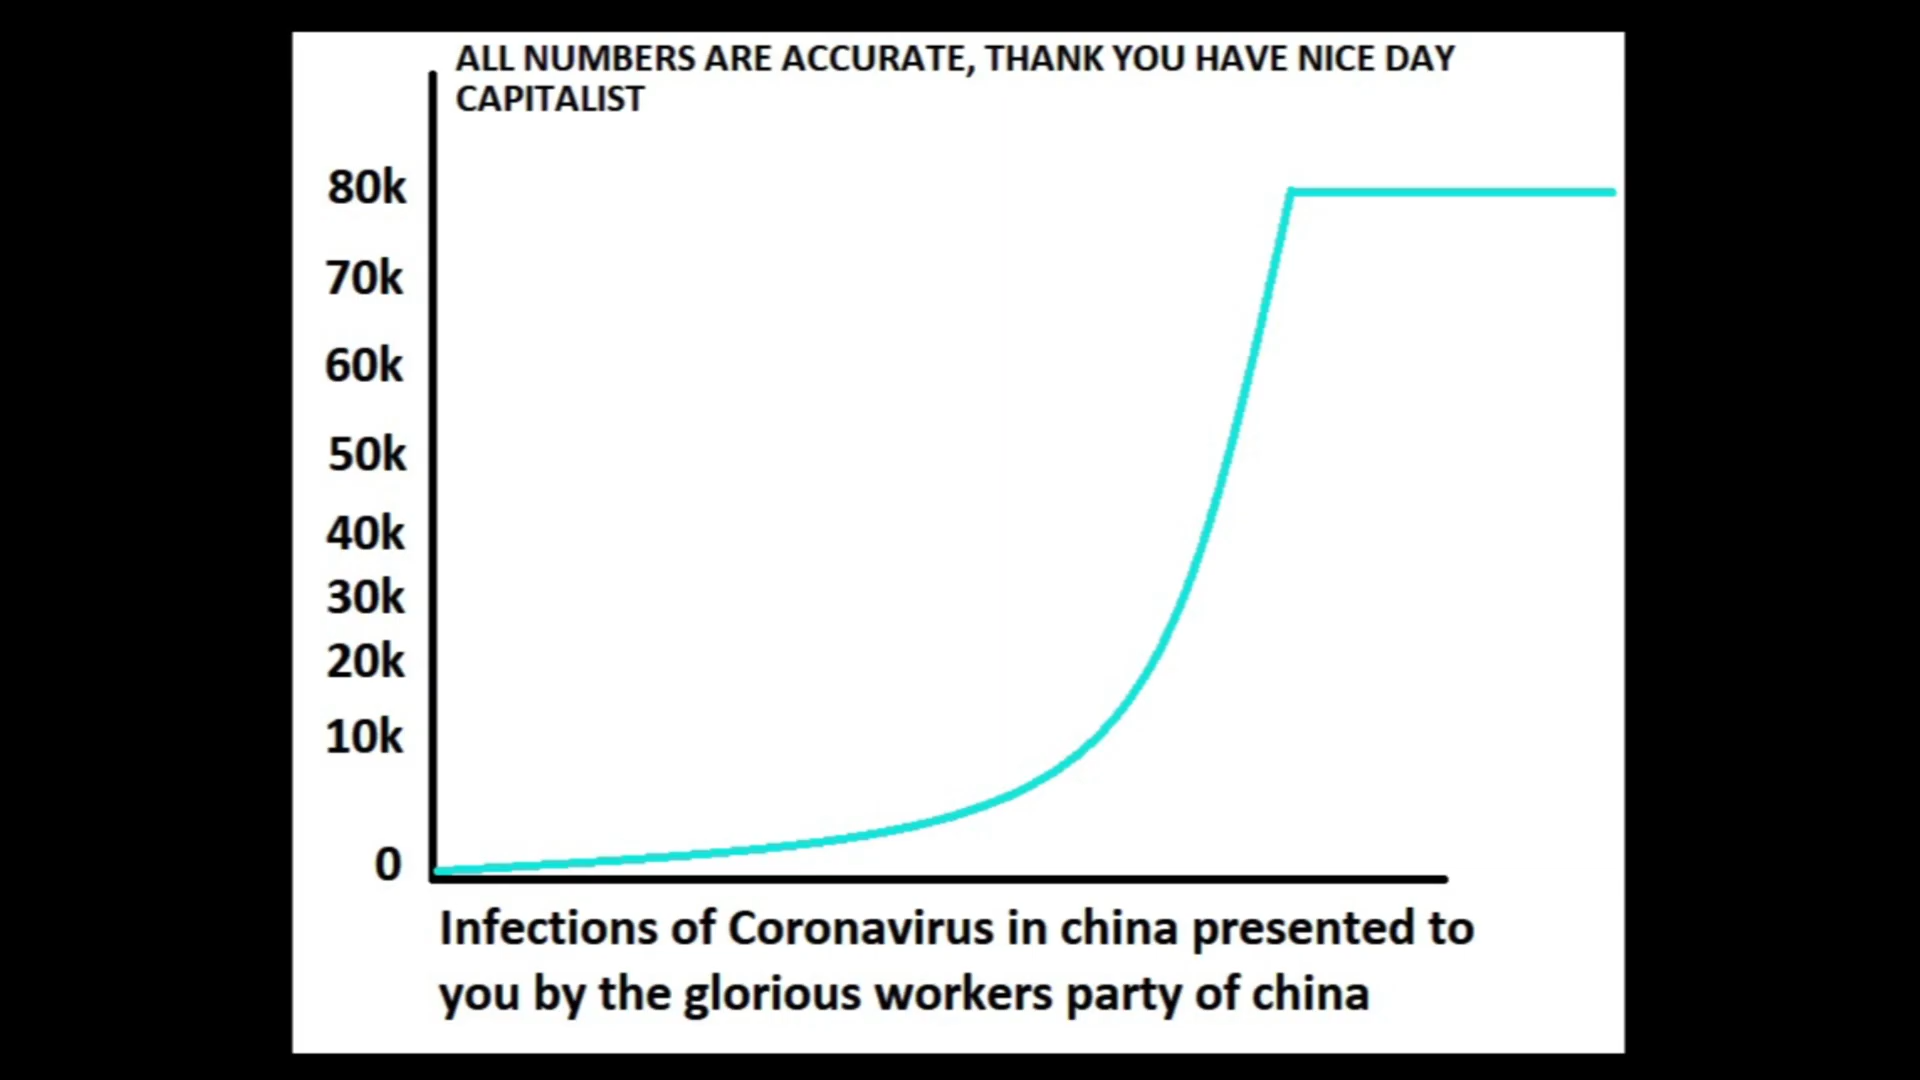 ALL NUMBERS ARE ACCURATE, THANK YOU HAVE NICE DAY
CAPITALIST
80k
70k
60k
50k
40k
30k
20k
10k
0
Infections of Coronavirus in china presented to
you by the glorious workers party of china